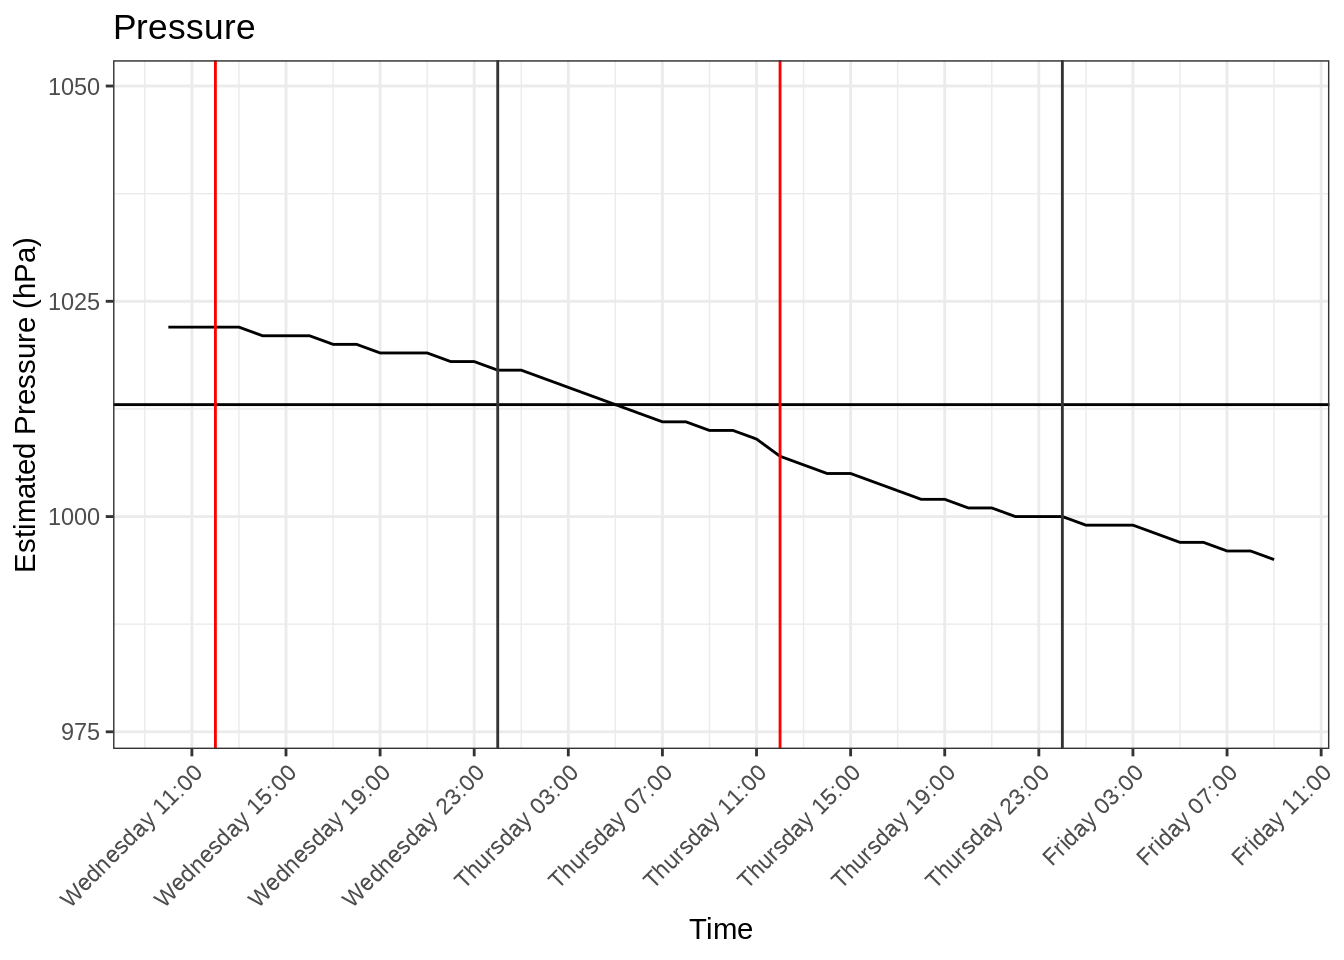 Pressure
Estimated Pressure (hPa)
1050
1025
1000
975
Wednesday 11:00
Wednesday 15:00
Wednesday 19:00
Wednesday 23:00
Thursday 03:00
Thursday 07:00
Thursday 11:00
Thursday 15:00
Thursday 19:00
Thursday 23:00
Friday 03:00
Friday 07:00
Friday 11:00
Time